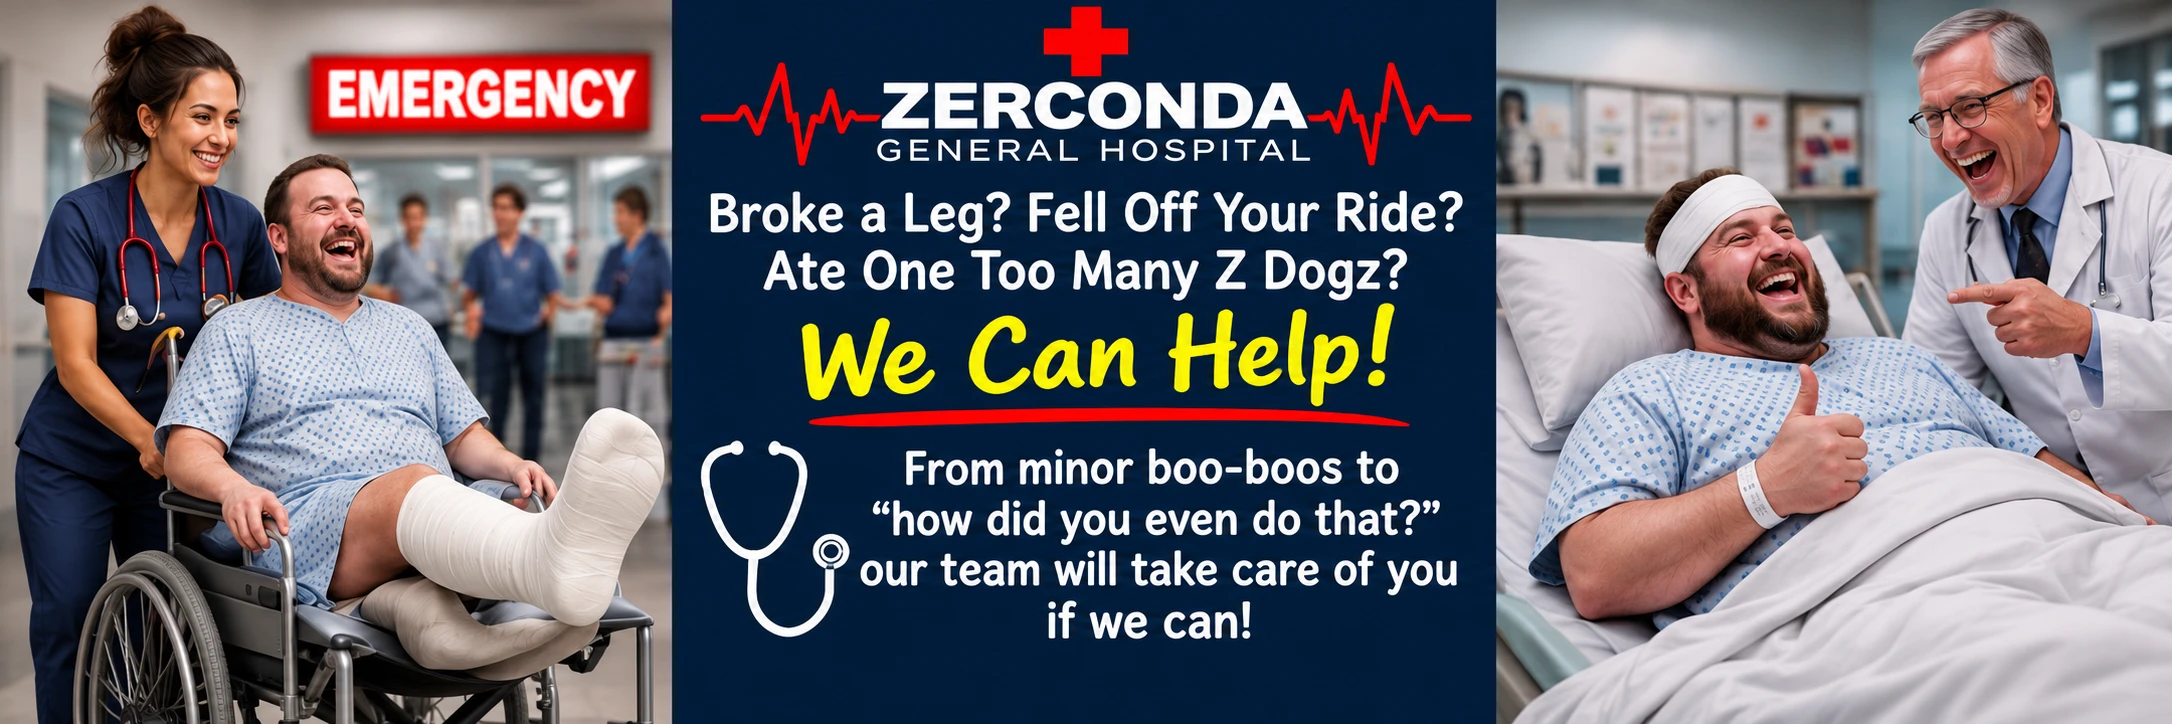 EMERGENCY
ZERCONDA
GENERAL HOSPITAL
Broke a Leg? Fell Off Your Ride?
Ate One Too Many Z Dogz?
We Can Help!
From minor boo-boos to
“how did you even do that?”
our team will take care of you
if we can!